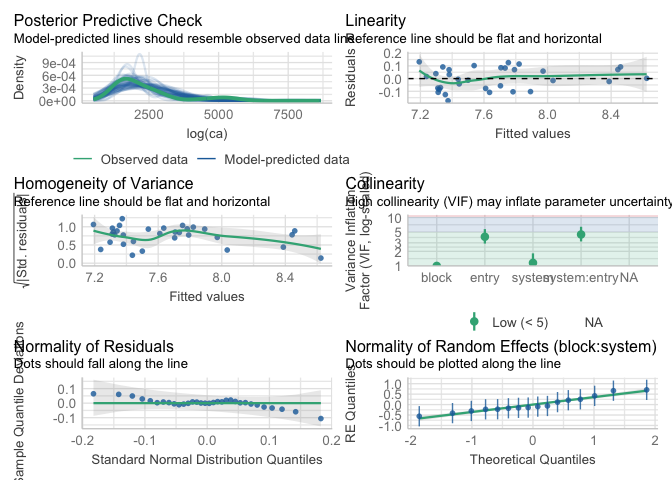 Posterior Predictive Check
Model-predicted lines should resemble observed data line
Density
9e-04
6e-04
3e-04
0e+00
2500 5000 7500
log(ca)
Observed data Model-predicted data
Linearity
Reference line should be flat and horizontal
Residuals
0.2
0.1
0.0
-0.1
7.2 7.6 8.0 8.4
Fitted values
Homogeneity of Variance
Reference line should be flat and horizontal
√|Std. residuals|
1.0
0.5
0.0
7.2 7.6 8.0 8.4
Fitted values
Collinearity
High collinearity (VIF) may inflate parameter uncertainty
Variance Inflation
Factor (VIF, log-scaled)
10
5
3
2
1
block entry system system:entry NA
Low (< 5) NA
Normality of Residuals
Dots should fall along the line
Sample Quantile Deviations
0.1
0.0
-0.1
-0.2 -0.1 0.0 0.1 0.2
Standard Normal Distribution Quantiles
Normality of Random Effects (block:system)
Dots should be plotted along the line
RE Quantiles
1.0
0.5
0.0
-0.5
-1.0
-2 -1 0 1 2
Theoretical Quantiles